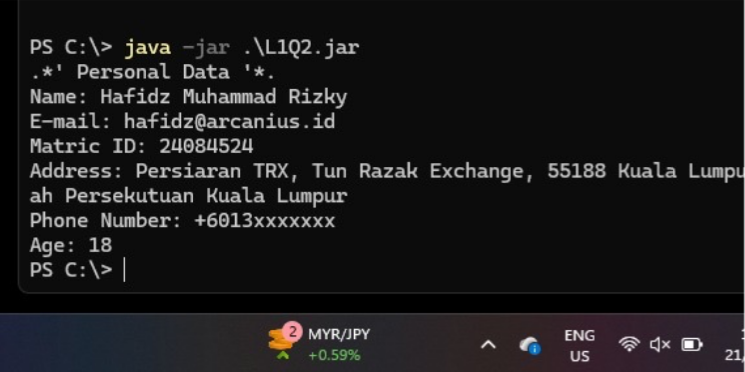 PS C:\> java -jar .\L1Q2.jar
.*' Personal Data '*.
Name: Hafidz Muhammad Rizky
E-mail: hafidz@arcanius.id
Matric ID: 24084524
Address: Persiaran TRX, Tun Razak Exchange, 55188 Kuala Lumpu
ah Persekutuan Kuala Lumpur
Phone Number: +6013xxxxxxx
Age: 18
PS C:\>
2 MYR/JPY
+0.59%
ENG
US
21/